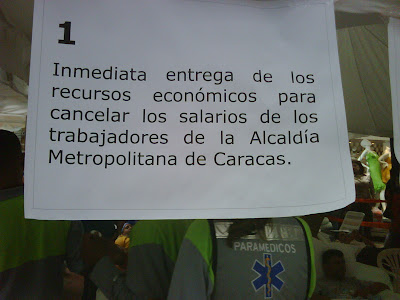 1
Inmediata entrega de los
recursos económicos para
cancelar los salarios de los
trabajadores de la Alcaldía
Metropolitana de Caracas.
PARAMEDICOS